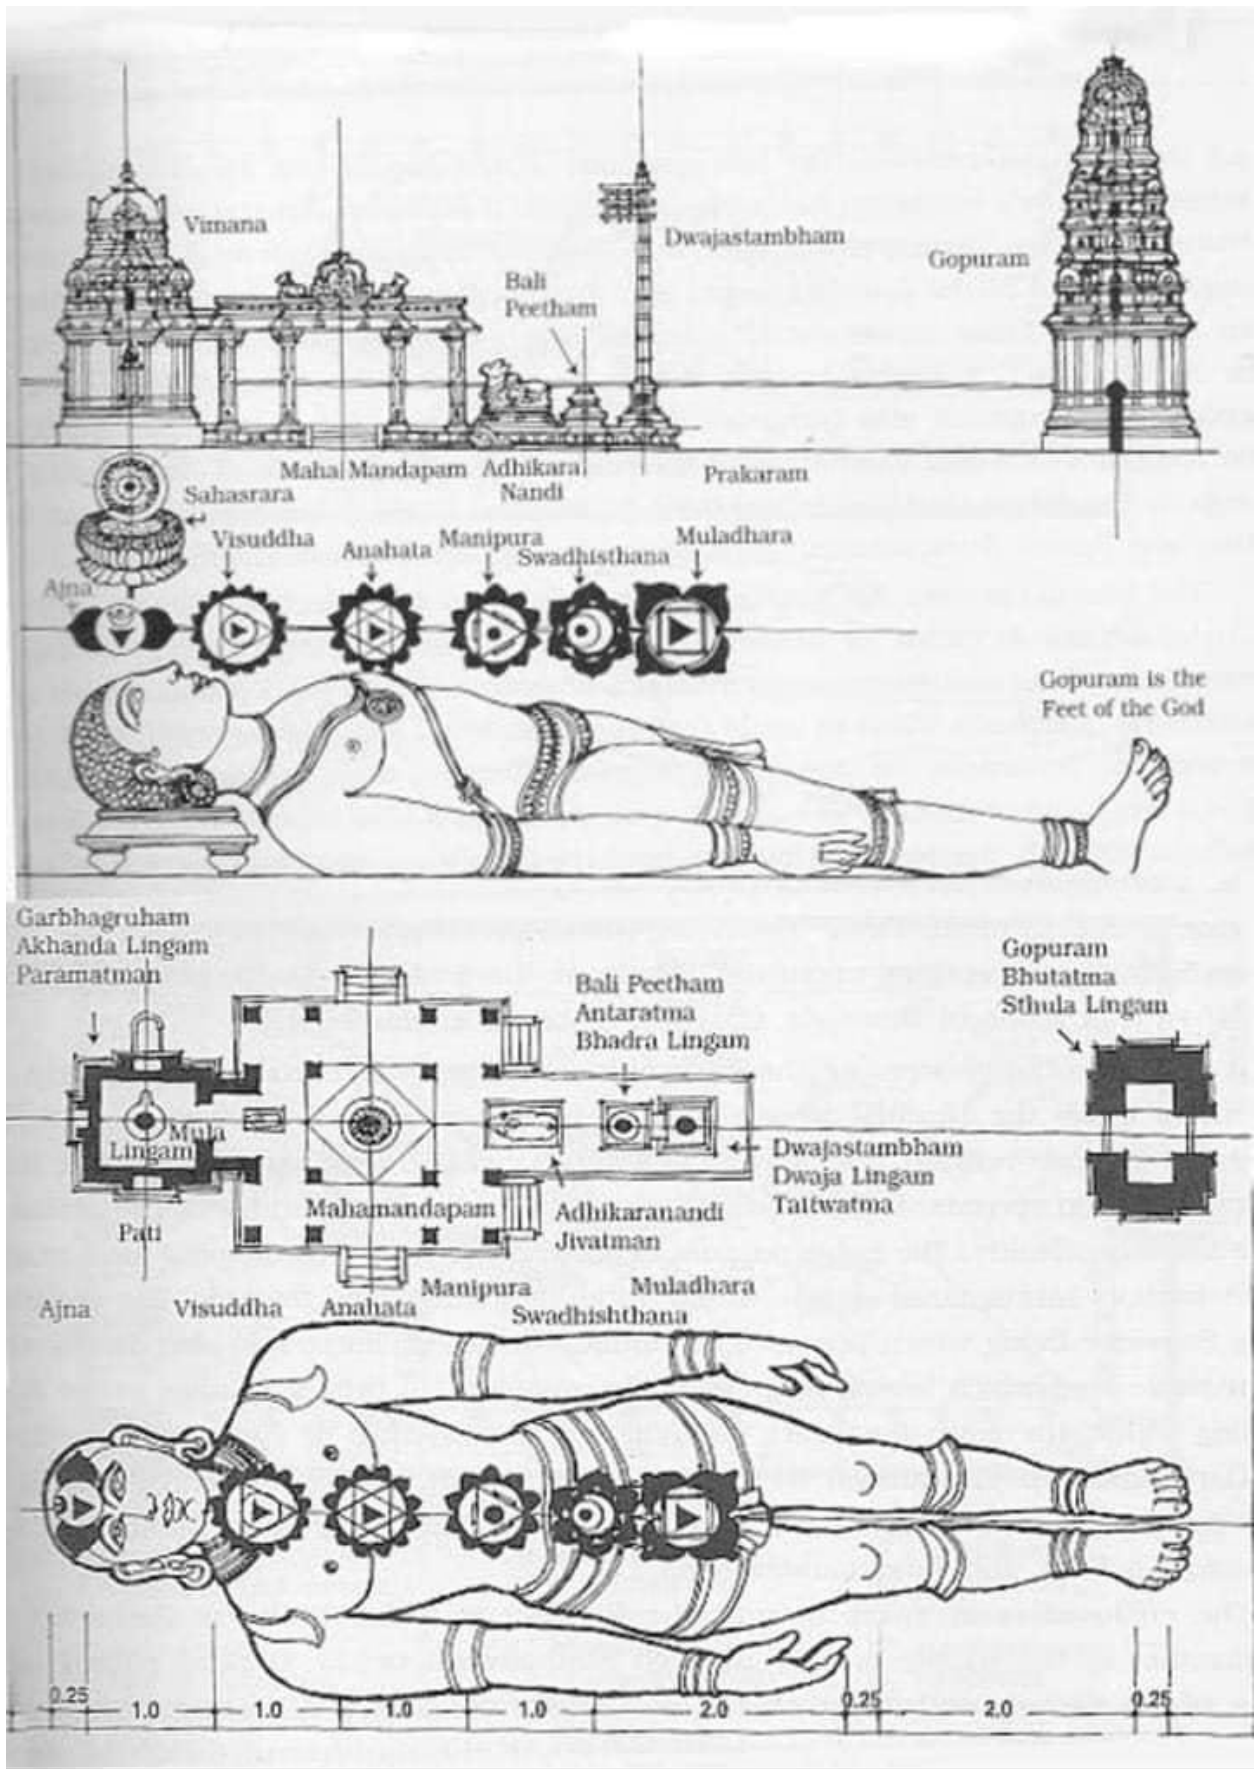 Vimana
Dwajastambham
Gopuram
Bali
Peetham
Maha Mandapam
Adhikara
Nandi
Prakaram
Sahasrara
Visuddha
Anahata
Manipura
Swadhisthana
Muladhara
Ajna
Gopuram is the
Feet of the God
Garbhagruham
Akhanda Lingam
Paramatman
Gopuram
Bhutatma
Sthula Lingam
Bali Peetham
Antaratma
Bhadra Lingam
Mula
Lingam
Dwajastambham
Dwaja Lingam
Tattwatma
Mahamandapam
Adhikaranandi
Jivatman
Pati
Manipura
Muladhara
Ajna
Visuddha
Anahata
Swadhishthana
0.25
1.0
1.0
1.0
1.0
2.0
0.25
2.0
0.25